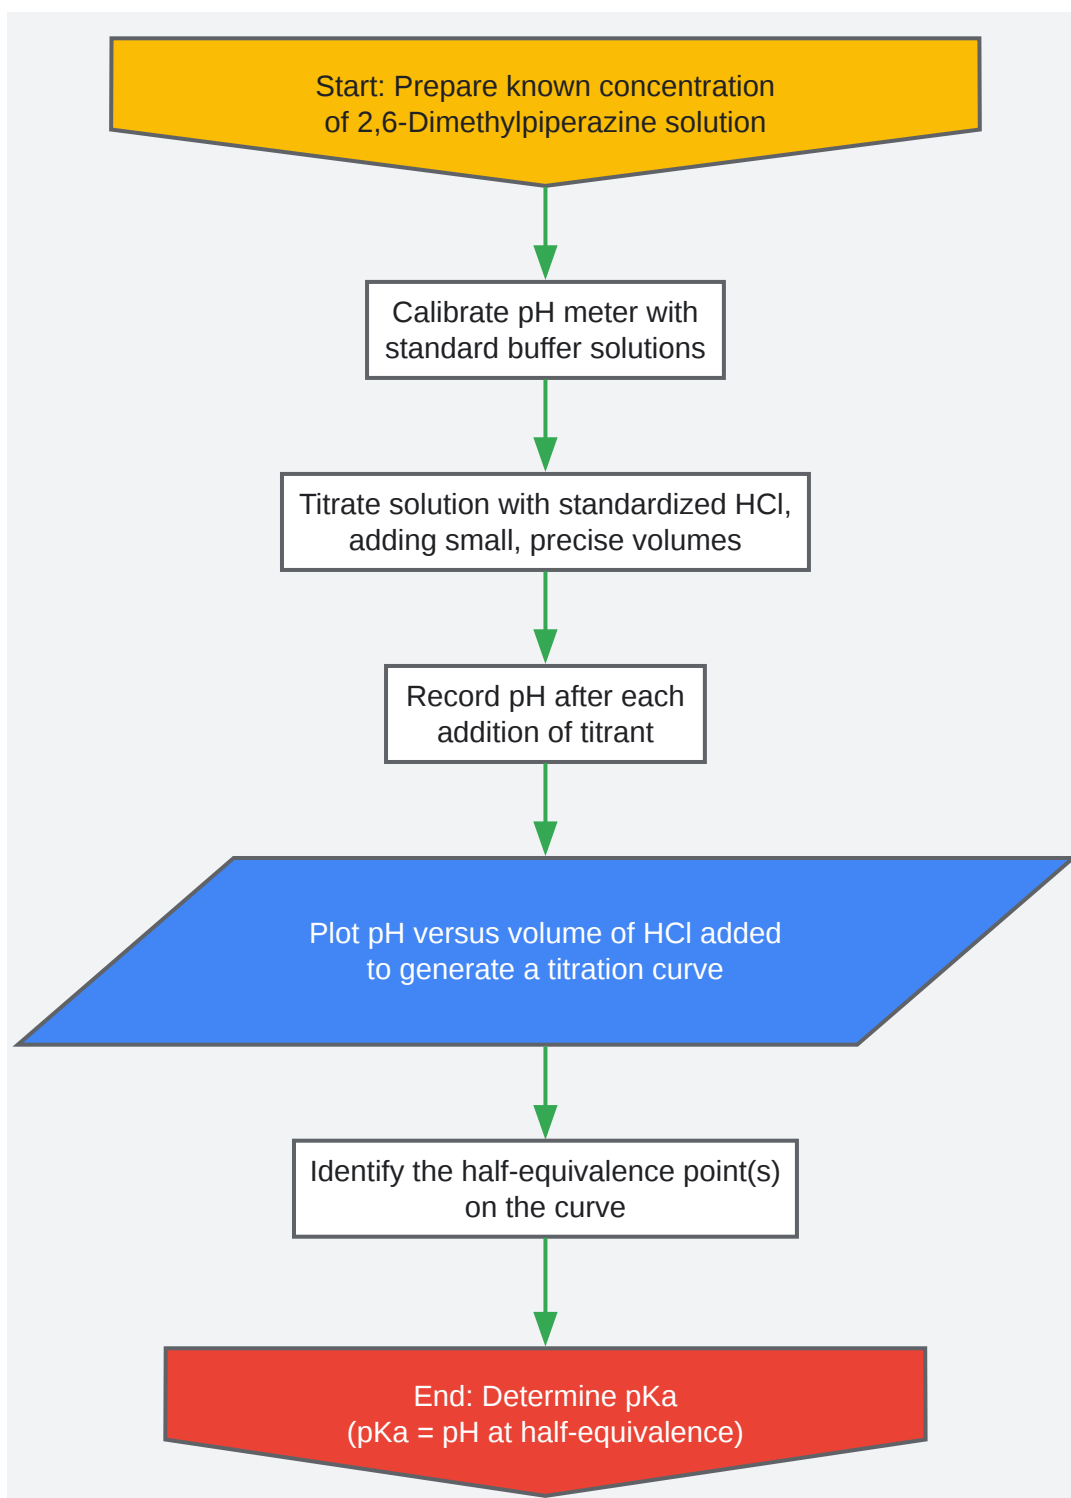 Start: Prepare known concentration
of 2,6-Dimethylpiperazine solution
Calibrate pH meter with
standard buffer solutions
Titrate solution with standardized HCl,
adding small, precise volumes
Record pH after each
addition of titrant
Plot pH versus volume of HCl added
to generate a titration curve
Identify the half-equivalence point(s)
on the curve
End: Determine pKa
(pKa = pH at half-equivalence)